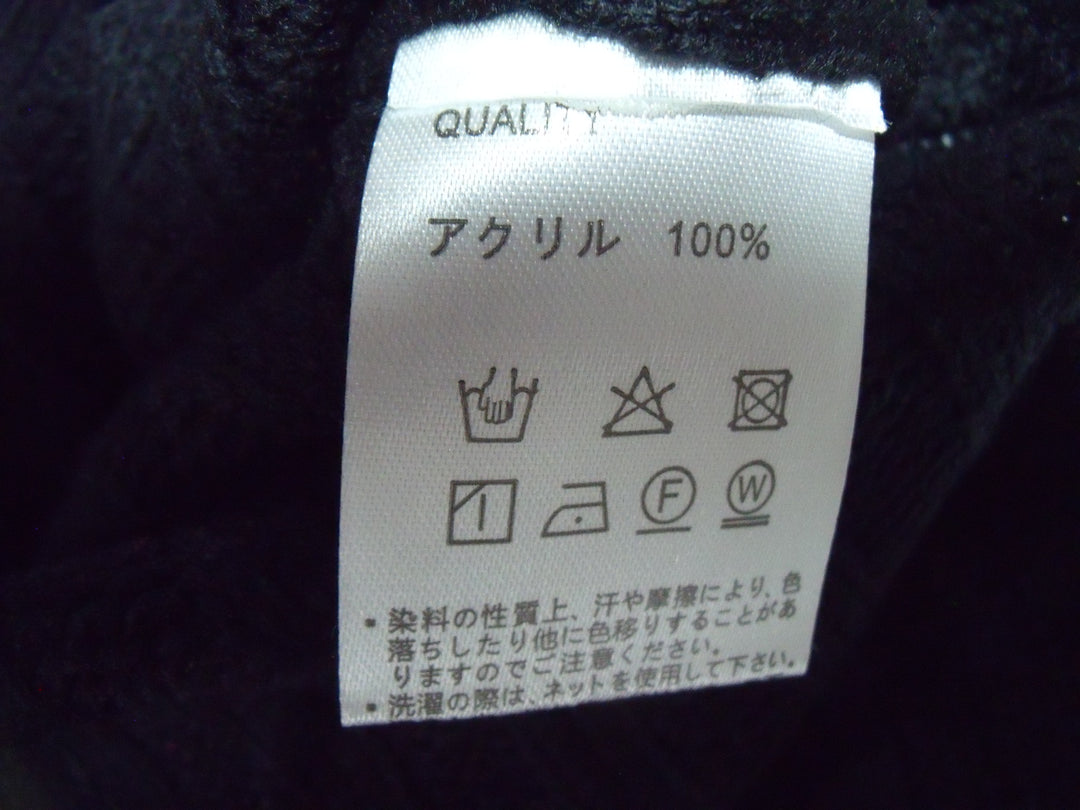 QUALITY
アクリル 100%
F W
・染料の性質上、汗や摩擦により、色
落ちしたり他に色移りすることがあ
りますのでご注意ください。
・洗濯の際は、ネットを使用して下さい。